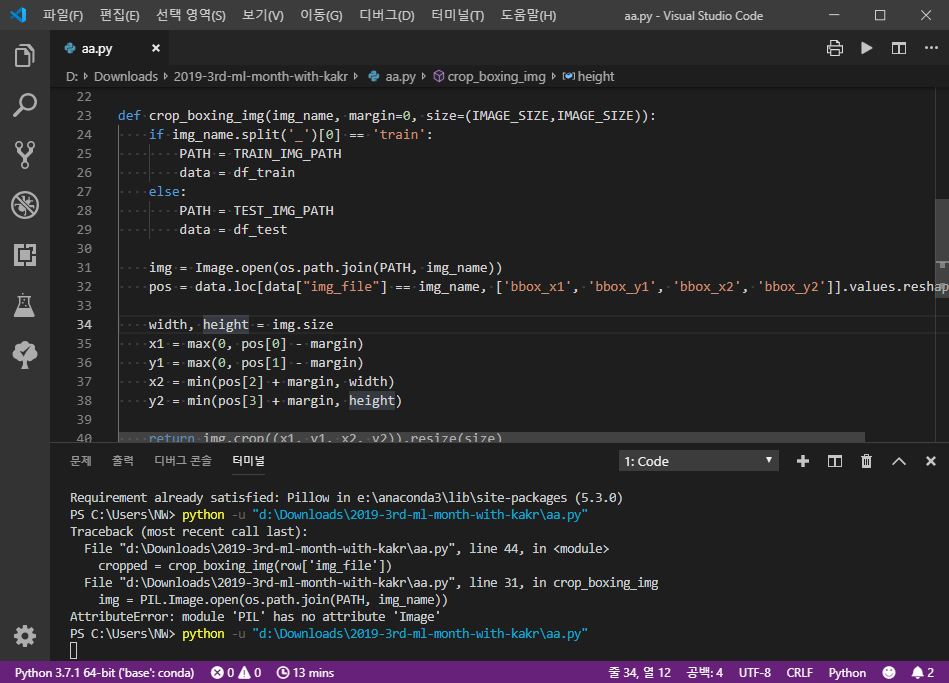 파일(F) 편집(E) 선택 영역(S) 보기(V) 이동(G) 디버그(D) 터미널(T) 도움말(H) aa.py - Visual Studio Code
aa.py
D: Downloads 2019-3rd-ml-month-with-kakr aa.py crop_boxing_img height
22
23 def crop_boxing_img(img_name, margin=0, size=(IMAGE_SIZE,IMAGE_SIZE)):
24 if img_name.split('_')[0] == 'train':
25 PATH = TRAIN_IMG_PATH
26 data = df_train
27 else:
28 PATH = TEST_IMG_PATH
29 data = df_test
30
31 img = Image.open(os.path.join(PATH, img_name))
32 pos = data.loc[data["img_file"] == img_name, ['bbox_x1', 'bbox_y1', 'bbox_x2', 'bbox_y2']].values.reshap
33
34 width, height = img.size
35 x1 = max(0, pos[0] - margin)
36 y1 = max(0, pos[1] - margin)
37 x2 = min(pos[2] + margin, width)
38 y2 = min(pos[3] + margin, height)
39
40 return img.crop((x1, y1, x2, y2)).resize(size)
문제 출력 디버그 콘솔 터미널 1: Code
Requirement already satisfied: Pillow in e:\anaconda3\lib\site-packages (5.3.0)
PS C:\Users\NW> python -u "d:\Downloads\2019-3rd-ml-month-with-kakr\aa.py"
Traceback (most recent call last):
File "d:\Downloads\2019-3rd-ml-month-with-kakr\aa.py", line 44, in <module>
cropped = crop_boxing_img(row['img_file'])
File "d:\Downloads\2019-3rd-ml-month-with-kakr\aa.py", line 31, in crop_boxing_img
img = PIL.Image.open(os.path.join(PATH, img_name))
AttributeError: module 'PIL' has no attribute 'Image'
PS C:\Users\NW> python -u "d:\Downloads\2019-3rd-ml-month-with-kakr\aa.py"
Python 3.7.1 64-bit ('base': conda) 0 0 13 mins 줄 34, 열 12 공백: 4 UTF-8 CRLF Python 2